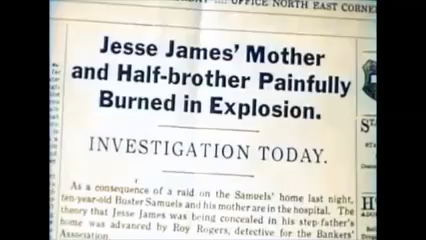 OFFICE NORTH EAST CORNER
Jesse James' Mother
and Half-brother Painfully
Burned in Explosion.
INVESTIGATION TODAY.
As a consequence of a raid on the Samuels' home last night,
ten-year-old Buster Samuels and his mother are in the hospital. The
theory that Jesse James was being concealed in his step-father's
home was advanced by Roy Rogers, detective for the Bankers'
Association.